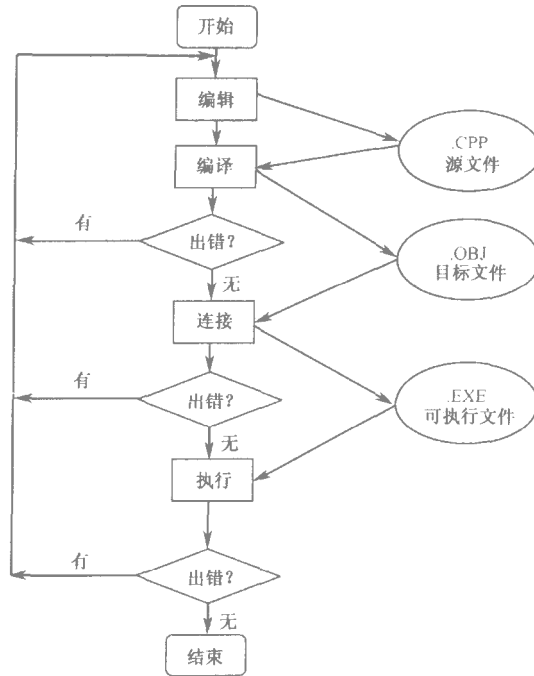 开始
编辑
.CPP
源文件
编译
有
出错？
.OBJ
目标文件
无
连接
有
出错？
.EXE
可执行文件
无
执行
有
出错？
无
结束